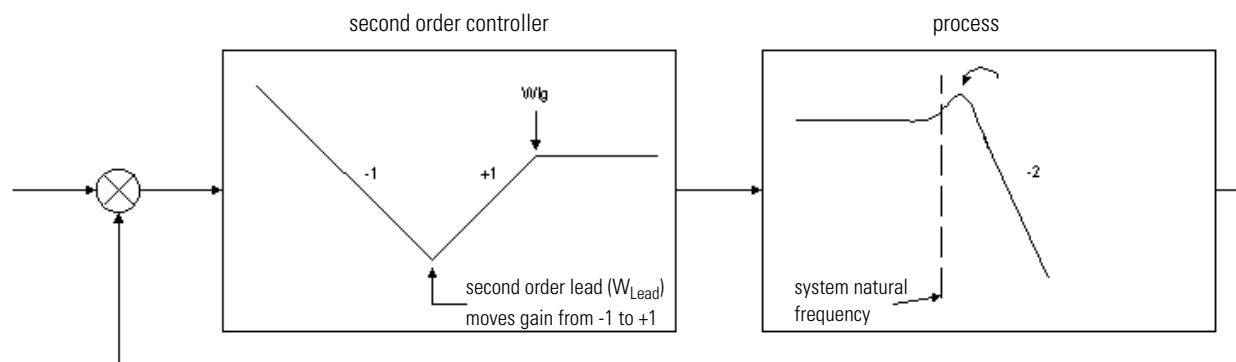 second order controller
process
Wlg
-1
+1
-2
second order lead (WLead)
moves gain from -1 to +1
system natural
frequency